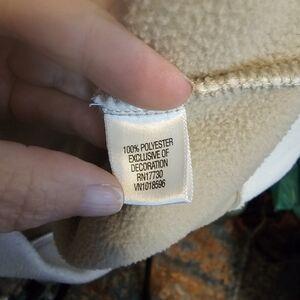 100% POLYESTER
EXCLUSIVE OF
DECORATION
RN17730
VN1018596